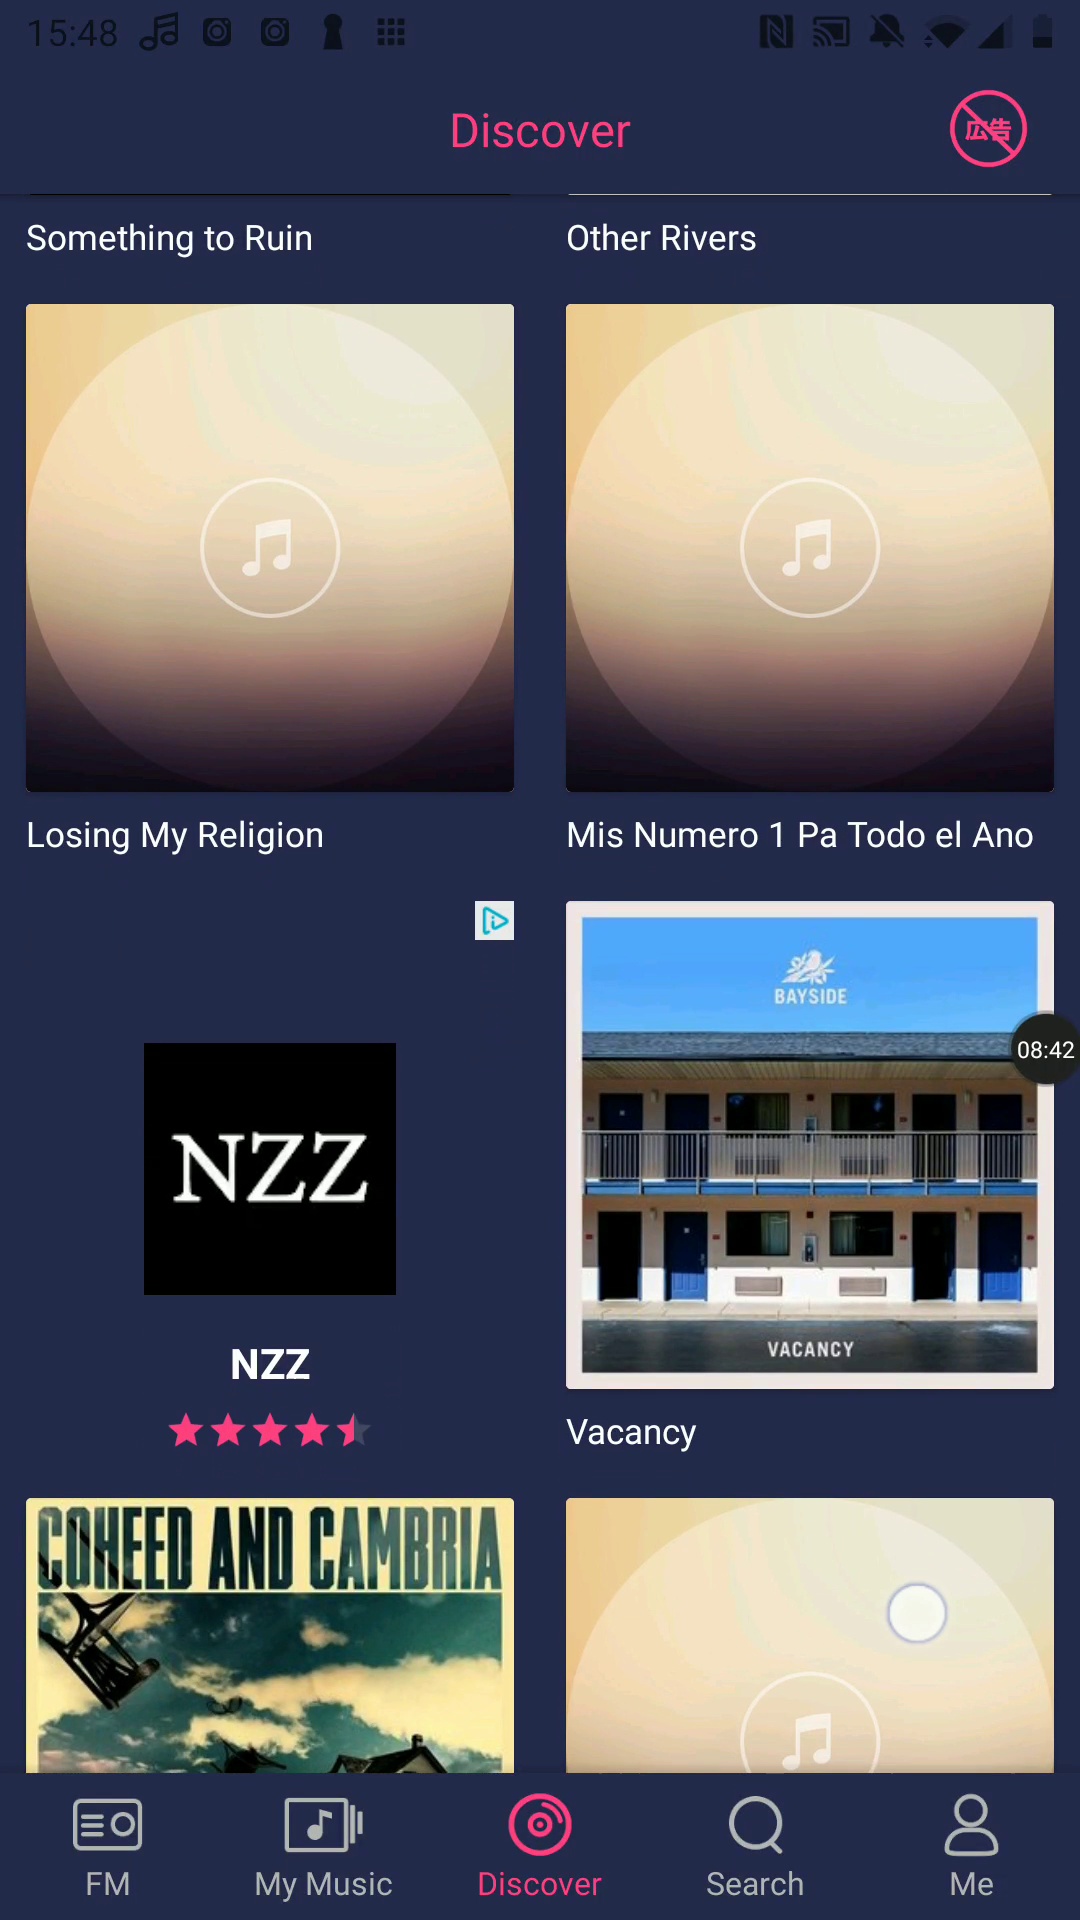 15:48
Discover
広告
Something to Ruin
Other Rivers
Losing My Religion
Mis Numero 1 Pa Todo el Ano
BAYSIDE
08:42
NZZ
VACANCY
NZZ
Vacancy
COHEED AND CAMBRIA
FM
My Music
Discover
Search
Me